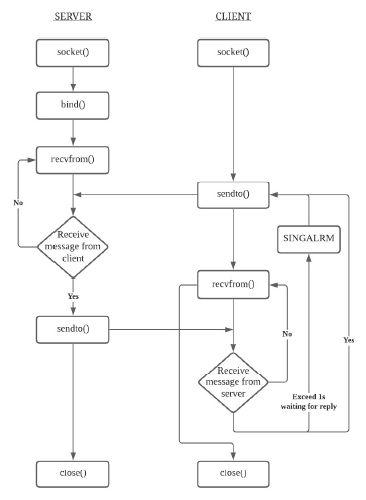 SERVER
CLIENT
socket()
socket()
bind()
recvfrom()
sendto()
No
Receive
message from
client
SINGALRM
Yes
recvfrom()
sendto()
No
Yes
Receive
message from
server
Exceed 1s
waiting for reply
close()
close()